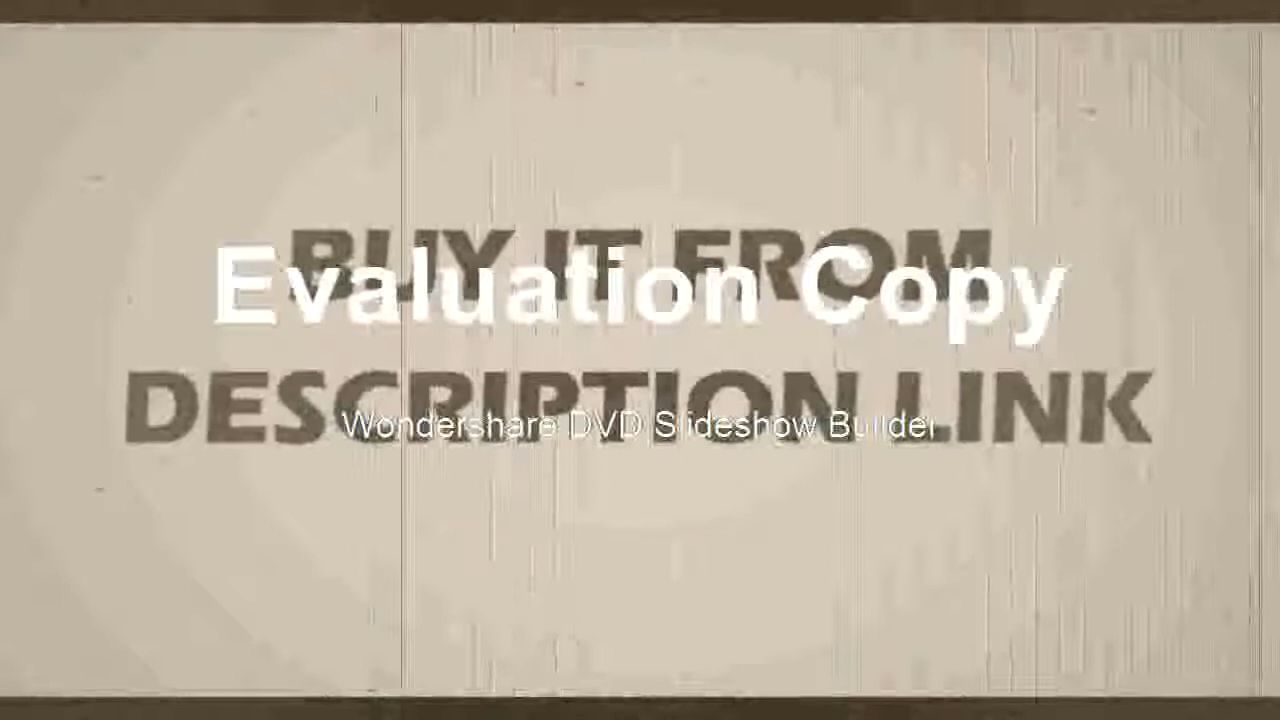 BUY IT FROM
Evaluation Copy
DESCRIPTION LINK
Wondershare DVD Slideshow Builder